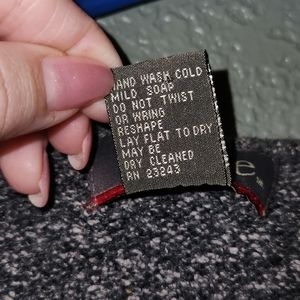 HAND WASH COLD
MILD SOAP
DO NOT TWIST
OR WRING
RESHAPE
LAY FLAT TO DRY
MAY BE
DRY CLEANED
RN 23243
e